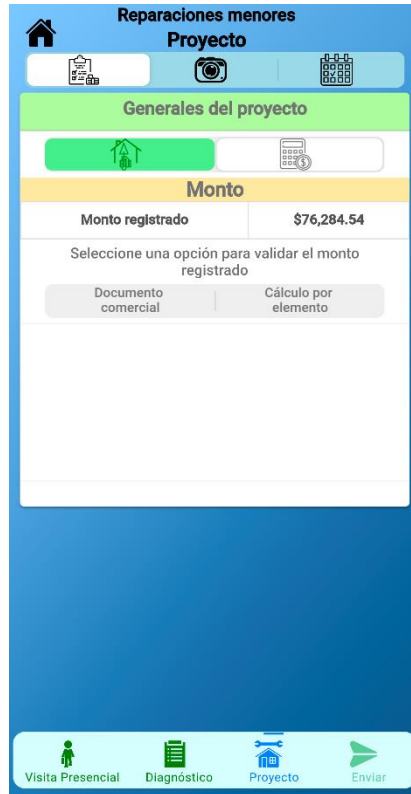 Reparaciones menores
Proyecto
Generales del proyecto
Monto
Monto registrado $76,284.54
Seleccione una opción para validar el monto
registrado
Documento Cálculo por
comercial elemento
Visita Presencial Diagnóstico Proyecto Enviar